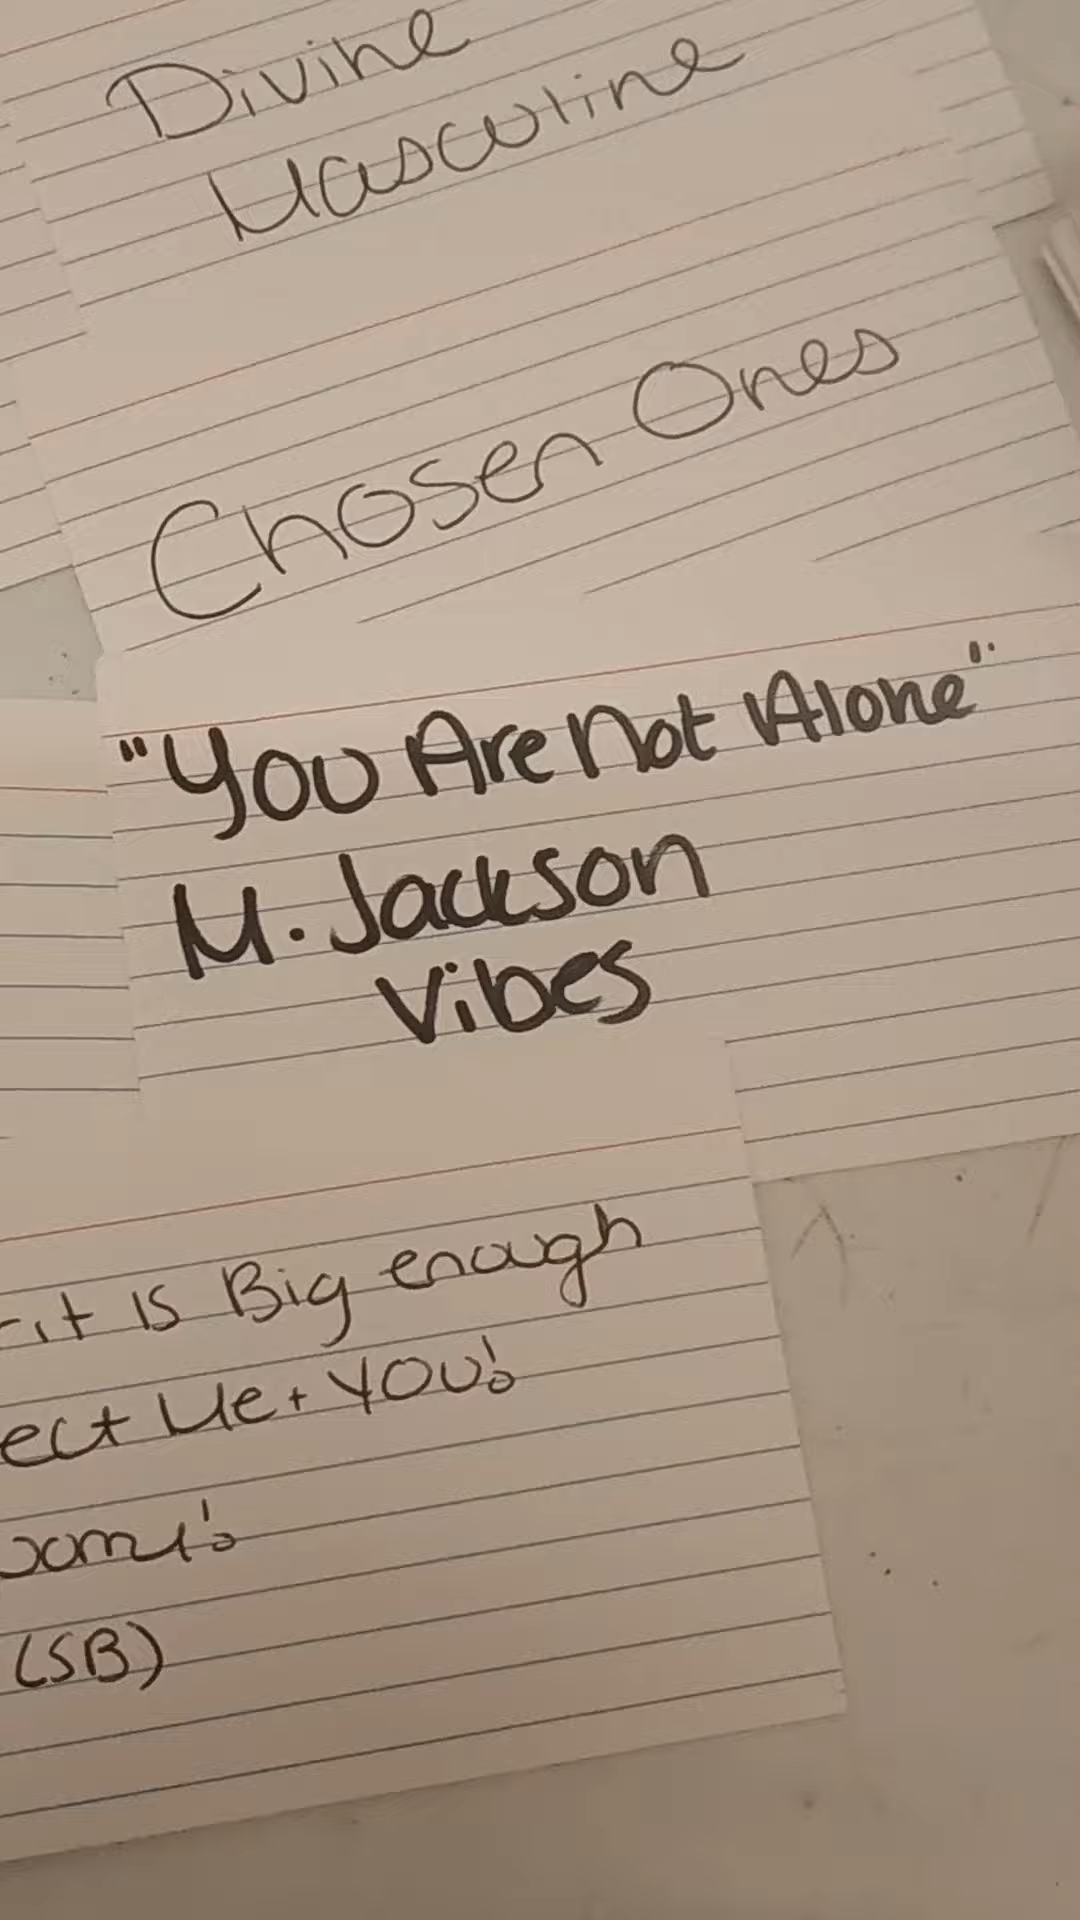 Divine
Masculine
Chosen Ones
"You Are Not Alone"
M. Jackson
Vibes
it is Big enough
ect Me + YOU!
(SB)